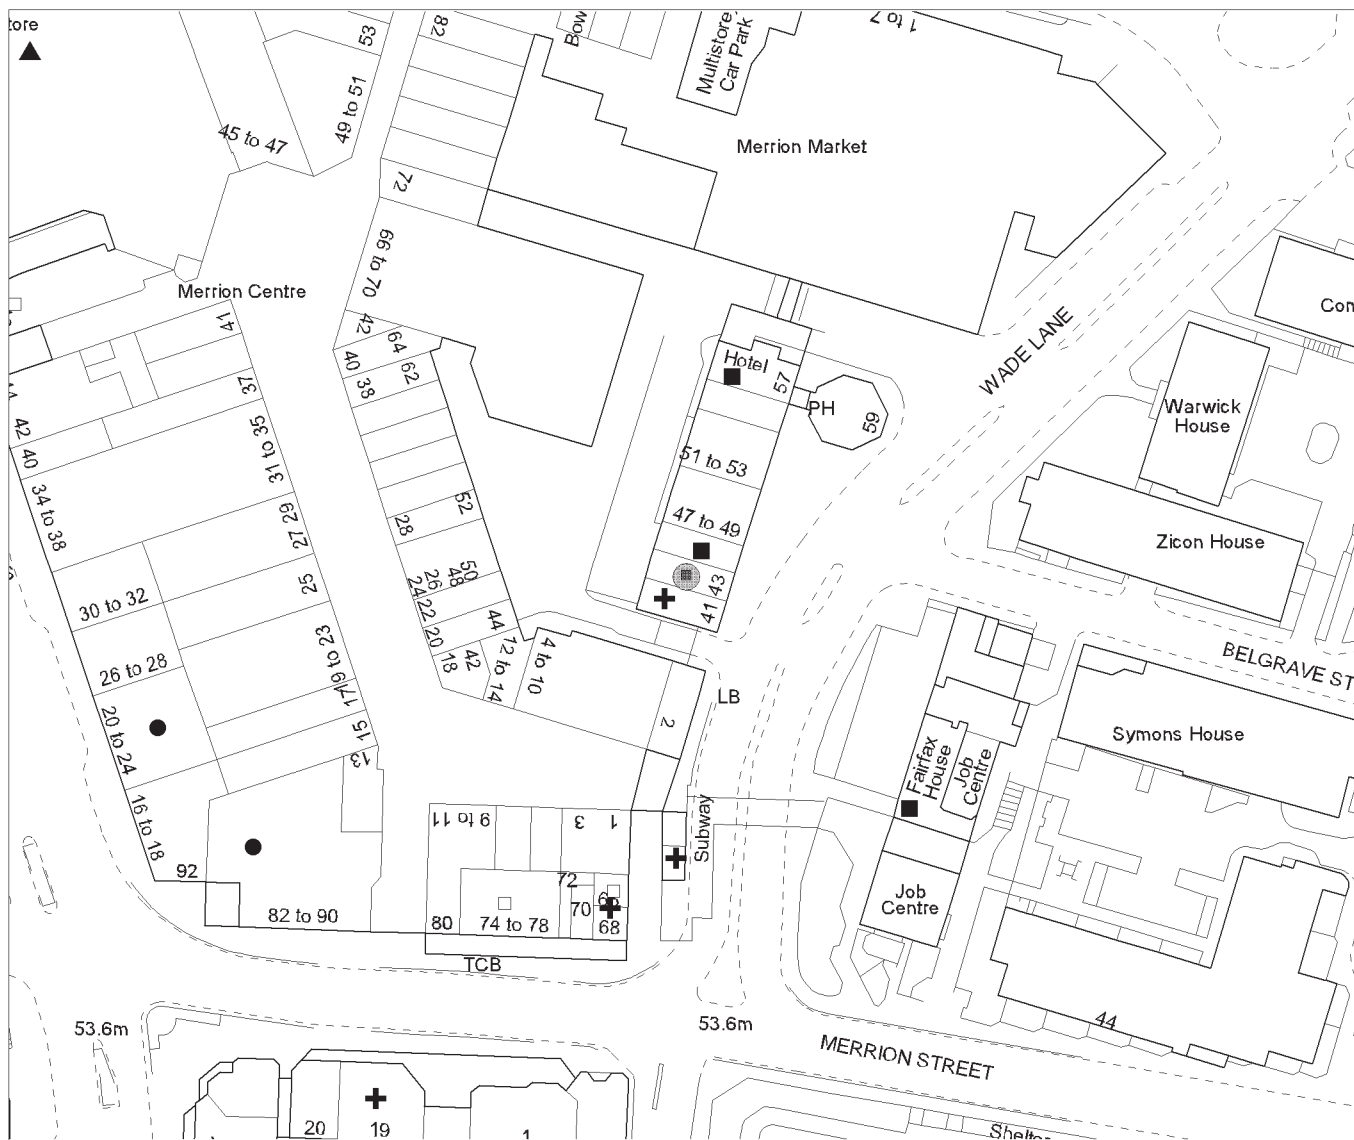 tore
53
82
Bow
Multistore
Car Park
1 to 7
45 to 47
49 to 51
Merrion Market
72
66 to 70
Merrion Centre
41
42
64
40
62
38
Hotel
57
PH
59
WADE LANE
Con
Warwick
House
37
42
40
31 to 35
34 to 38
51 to 53
52
28
27 29
47 to 49
Zicon House
50
48
26
24
22
25
43
41
30 to 32
44
20
18
42
12 to 14
4 to 10
19 to 23
26 to 28
17
15
13
BELGRAVE ST
LB
2
Symons House
20 to 24
Fairfax
House
Job
Centre
16 to 18
9 to 11
3
1
Subway
92
72
70
82 to 90
80
74 to 78
68
Job
Centre
TCB
53.6m
53.6m
44
MERRION STREET
20
19
1
Shelter